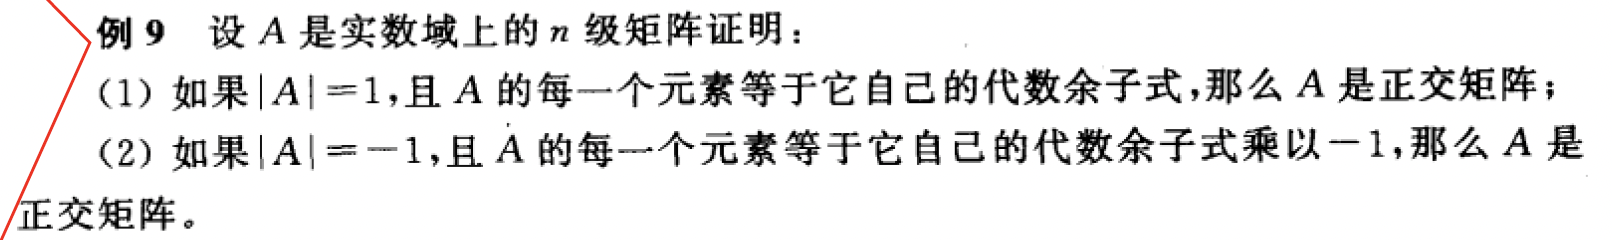 例 9 设 A 是实数域上的 n 级矩阵证明：
（1）如果|A|=1,且 A 的每一个元素等于它自己的代数余子式,那么 A 是正交矩阵；
（2）如果|A|=－1,且 A 的每一个元素等于它自己的代数余子式乘以－1,那么 A 是
正交矩阵。